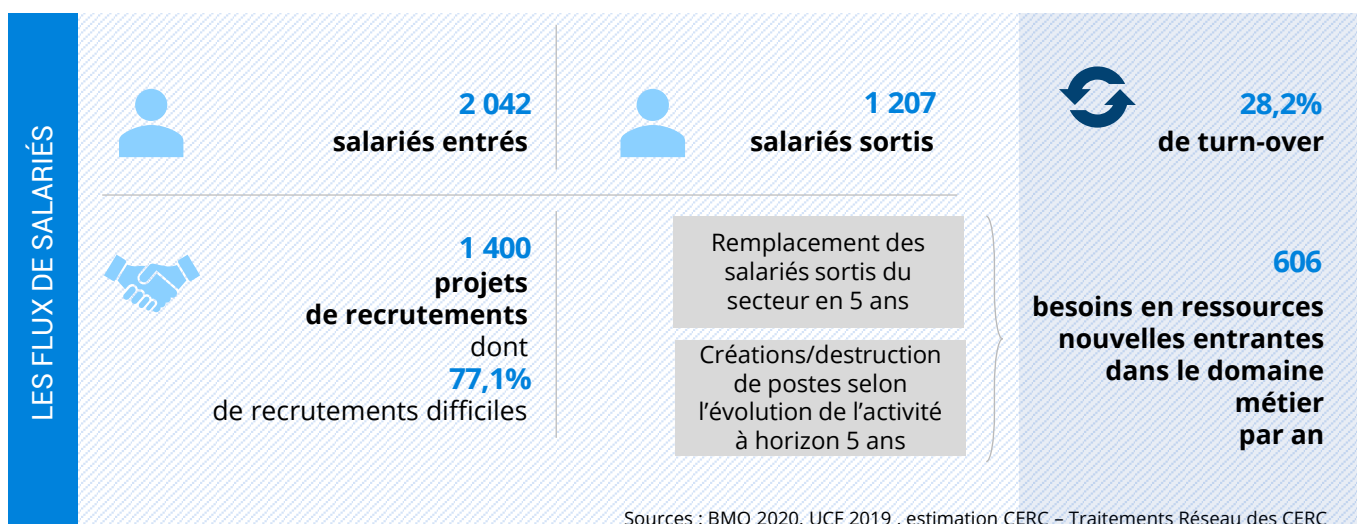 LES FLUX DE SALARIÉS
2 042
salariés entrés
1 207
salariés sortis
28,2%
de turn-over
1 400
projets
de recrutements
dont
77,1%
de recrutements difficiles
Remplacement des
salariés sortis du
secteur en 5 ans
Créations/destruction
de postes selon
l'évolution de l'activité
à horizon 5 ans
606
besoins en ressources
nouvelles entrantes
dans le domaine
métier
par an
Sources : BMO 2020, UCF 2019 , estimation CERC – Traitements Réseau des CERC